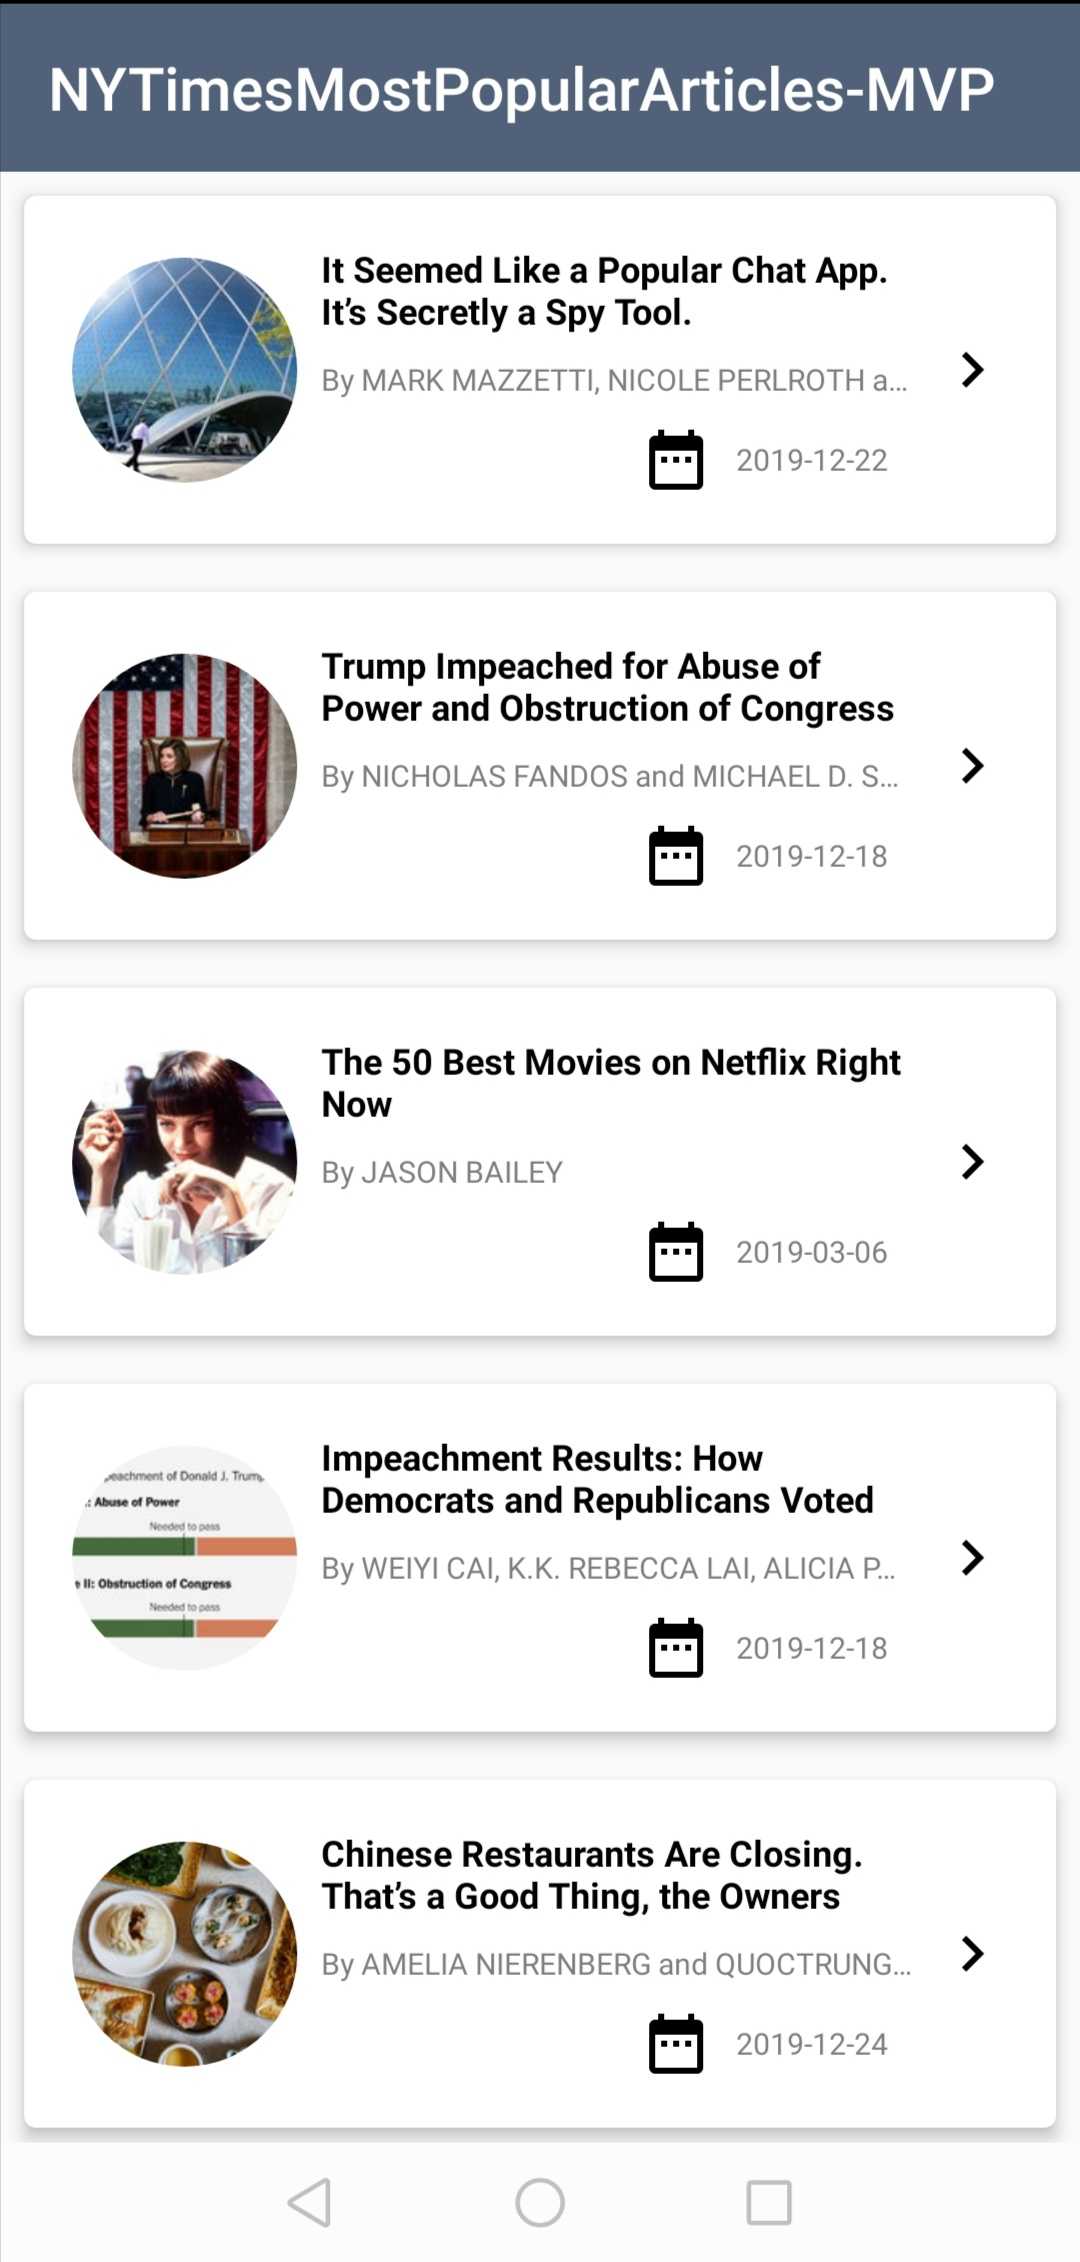 NYTimesMostPopularArticles-MVP
It Seemed Like a Popular Chat App.
It’s Secretly a Spy Tool.
By MARK MAZZETTI, NICOLE PERLROTH a...
2019-12-22
Trump Impeached for Abuse of
Power and Obstruction of Congress
By NICHOLAS FANDOS and MICHAEL D. S...
2019-12-18
The 50 Best Movies on Netflix Right
Now
By JASON BAILEY
2019-03-06
peachment of Donald J. Trump
.: Abuse of Power
Needed to pass
e II: Obstruction of Congress
Needed to pass
Impeachment Results: How
Democrats and Republicans Voted
By WEIYI CAI, K.K. REBECCA LAI, ALICIA P...
2019-12-18
Chinese Restaurants Are Closing.
That’s a Good Thing, the Owners
By AMELIA NIERENBERG and QUOCTRUNG...
2019-12-24